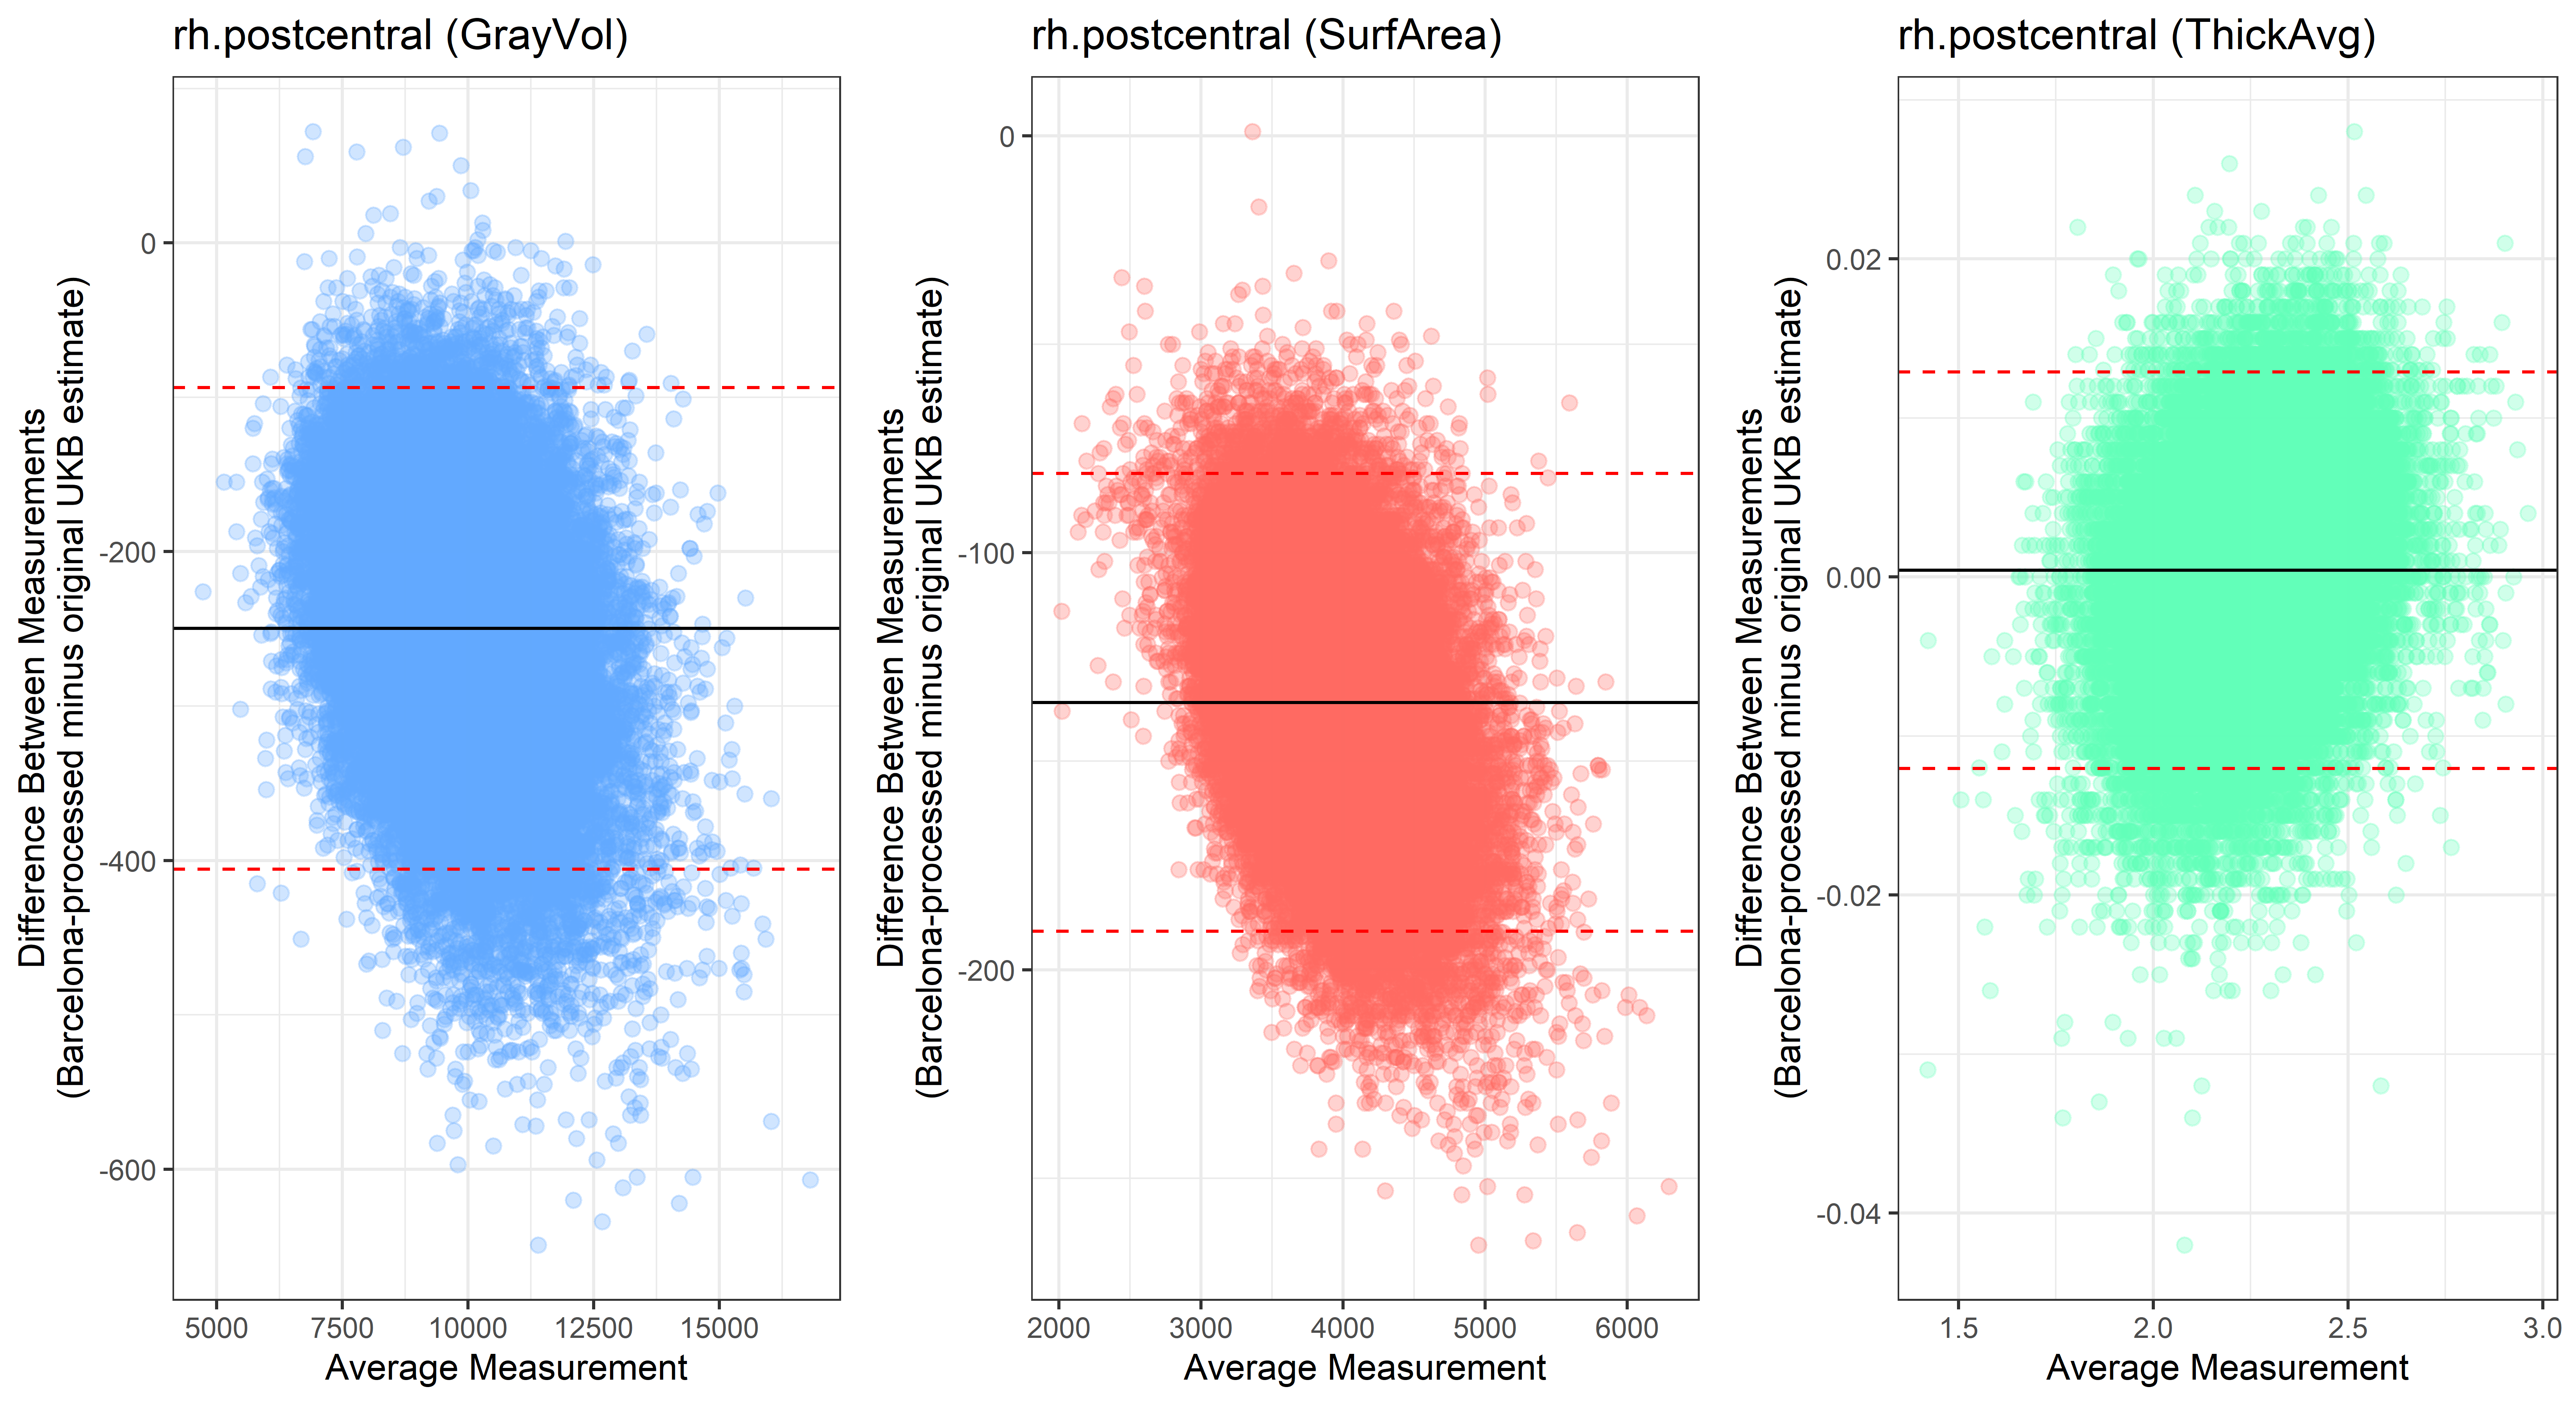 rh.postcentral (GrayVol)
Difference Between Measurements
(Barcelona-processed minus original UKB estimate)
0
-200
-400
-600
5000 7500 10000 12500 15000
Average Measurement
rh.postcentral (SurfArea)
Difference Between Measurements
(Barcelona-processed minus original UKB estimate)
0
-100
-200
2000 3000 4000 5000 6000
Average Measurement
rh.postcentral (ThickAvg)
Difference Between Measurements
(Barcelona-processed minus original UKB estimate)
0.02
0.00
-0.02
-0.04
1.5 2.0 2.5 3.0
Average Measurement